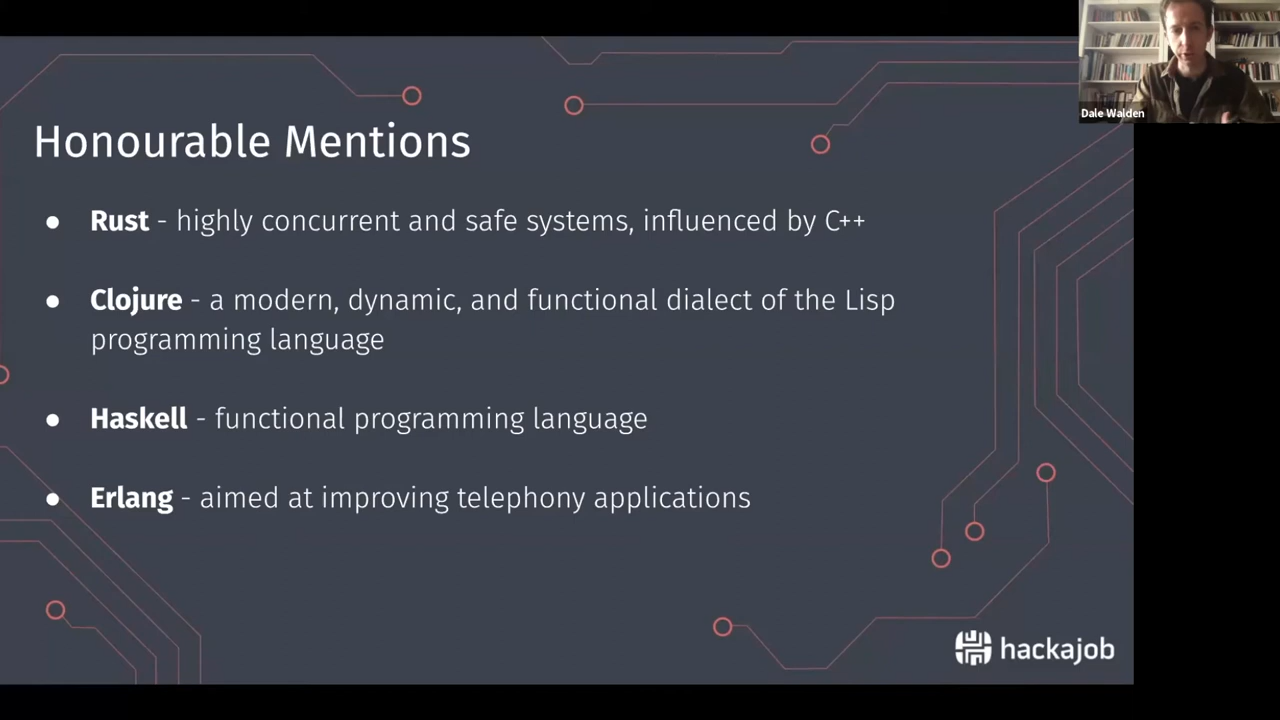 Dale Walden
Honourable Mentions
● Rust - highly concurrent and safe systems, influenced by C++
● Clojure - a modern, dynamic, and functional dialect of the Lisp
programming language
● Haskell - functional programming language
● Erlang - aimed at improving telephony applications
hackajob